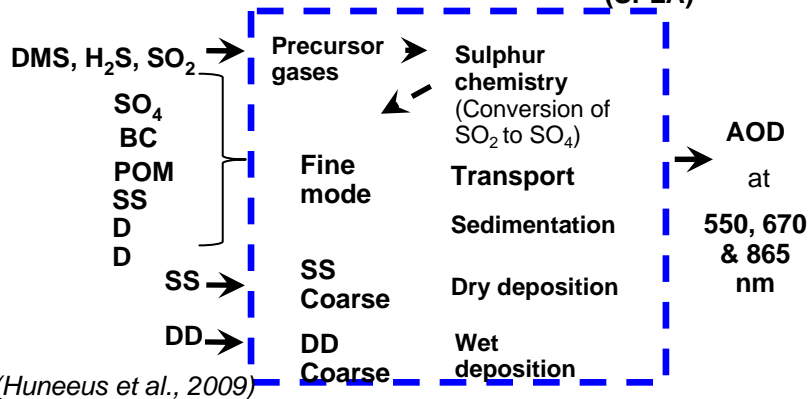 (SPLA)
DMS, H₂S, SO₂
SO₄
BC
POM
SS
D
D
SS
DD
Precursor
gases
Fine
mode
SS
Coarse
DD
Coarse
Sulphur
chemistry
(Conversion of
SO₂ to SO₄)
Transport
Sedimentation
Dry deposition
Wet
deposition
AOD
at
550, 670
& 865
nm
(Huneeus et al., 2009)